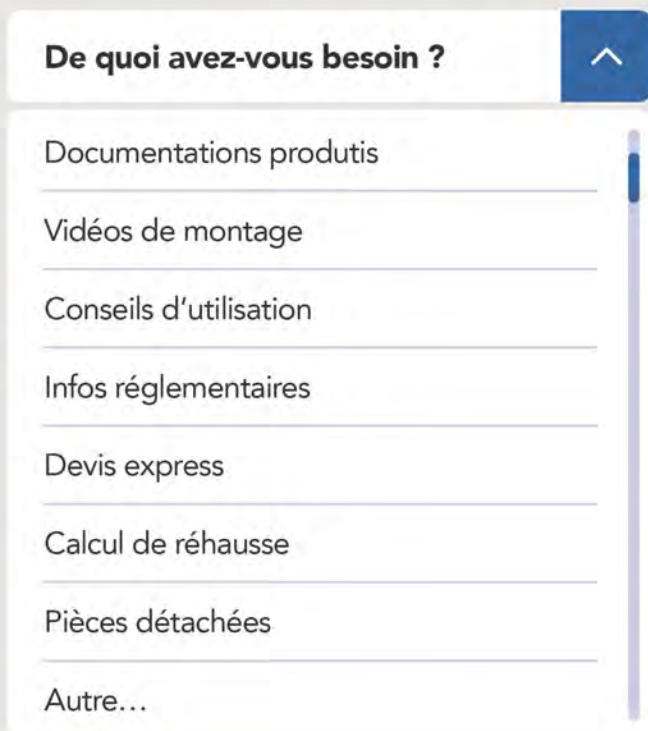 De quoi avez-vous besoin ?
Documentations produtis
Vidéos de montage
Conseils d’utilisation
Infos réglementaires
Devis express
Calcul de réhausse
Pièces détachées
Autre…